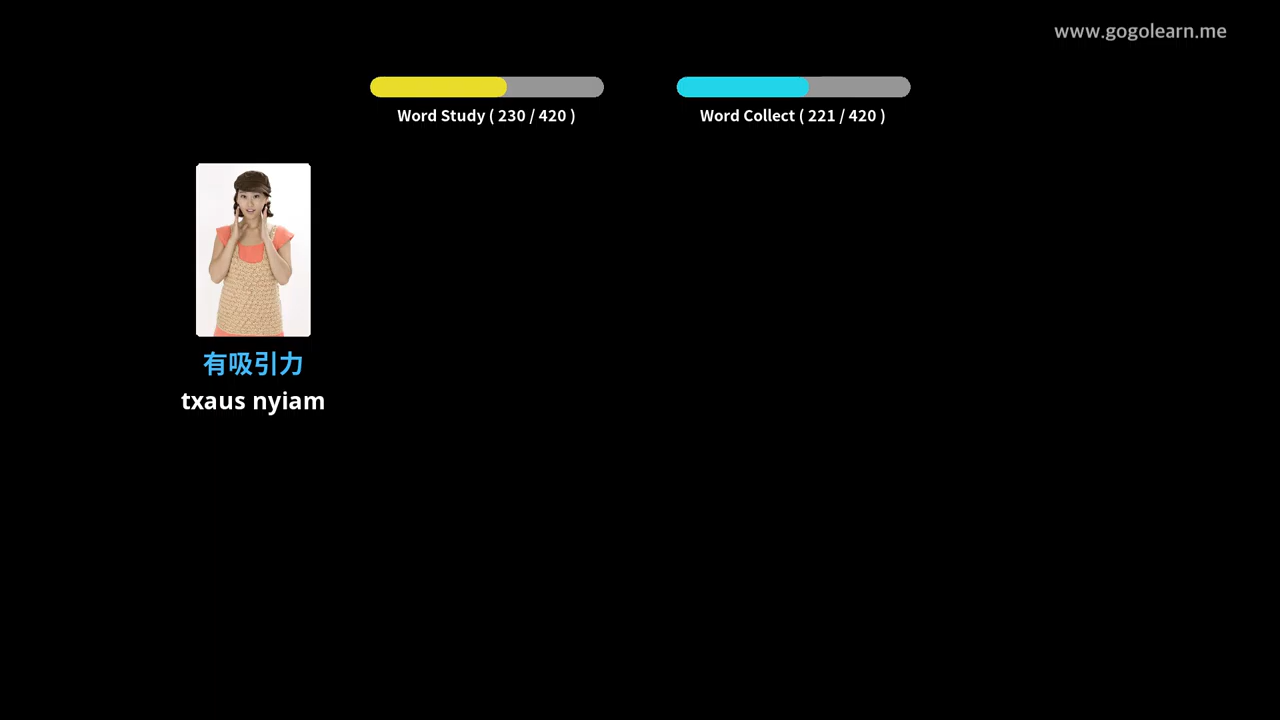 www.gogolearn.me
Word Study ( 230 / 420 )
Word Collect ( 221 / 420 )
有吸引力
txaus nyiam